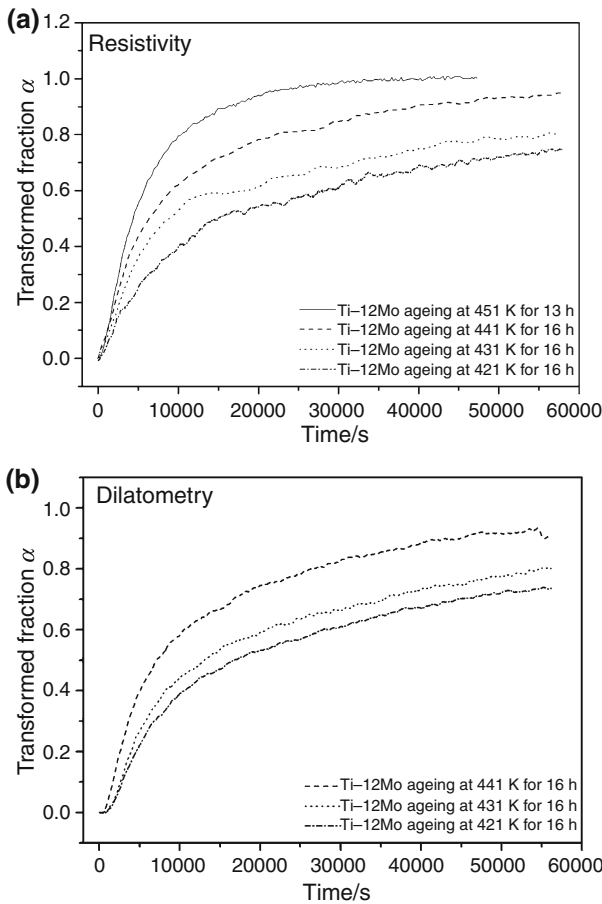 (a)
Resistivity
Transformed fraction α
1.2
1.0
0.8
0.6
0.4
0.2
0.0
Ti–12Mo ageing at 451 K for 13 h
Ti–12Mo ageing at 441 K for 16 h
Ti–12Mo ageing at 431 K for 16 h
Ti–12Mo ageing at 421 K for 16 h
0 10000 20000 30000 40000 50000 60000
Time/s
(b)
Dilatometry
Transformed fraction α
1.0
0.8
0.6
0.4
0.2
0.0
Ti–12Mo ageing at 441 K for 16 h
Ti–12Mo ageing at 431 K for 16 h
Ti–12Mo ageing at 421 K for 16 h
0 10000 20000 30000 40000 50000 60000
Time/s